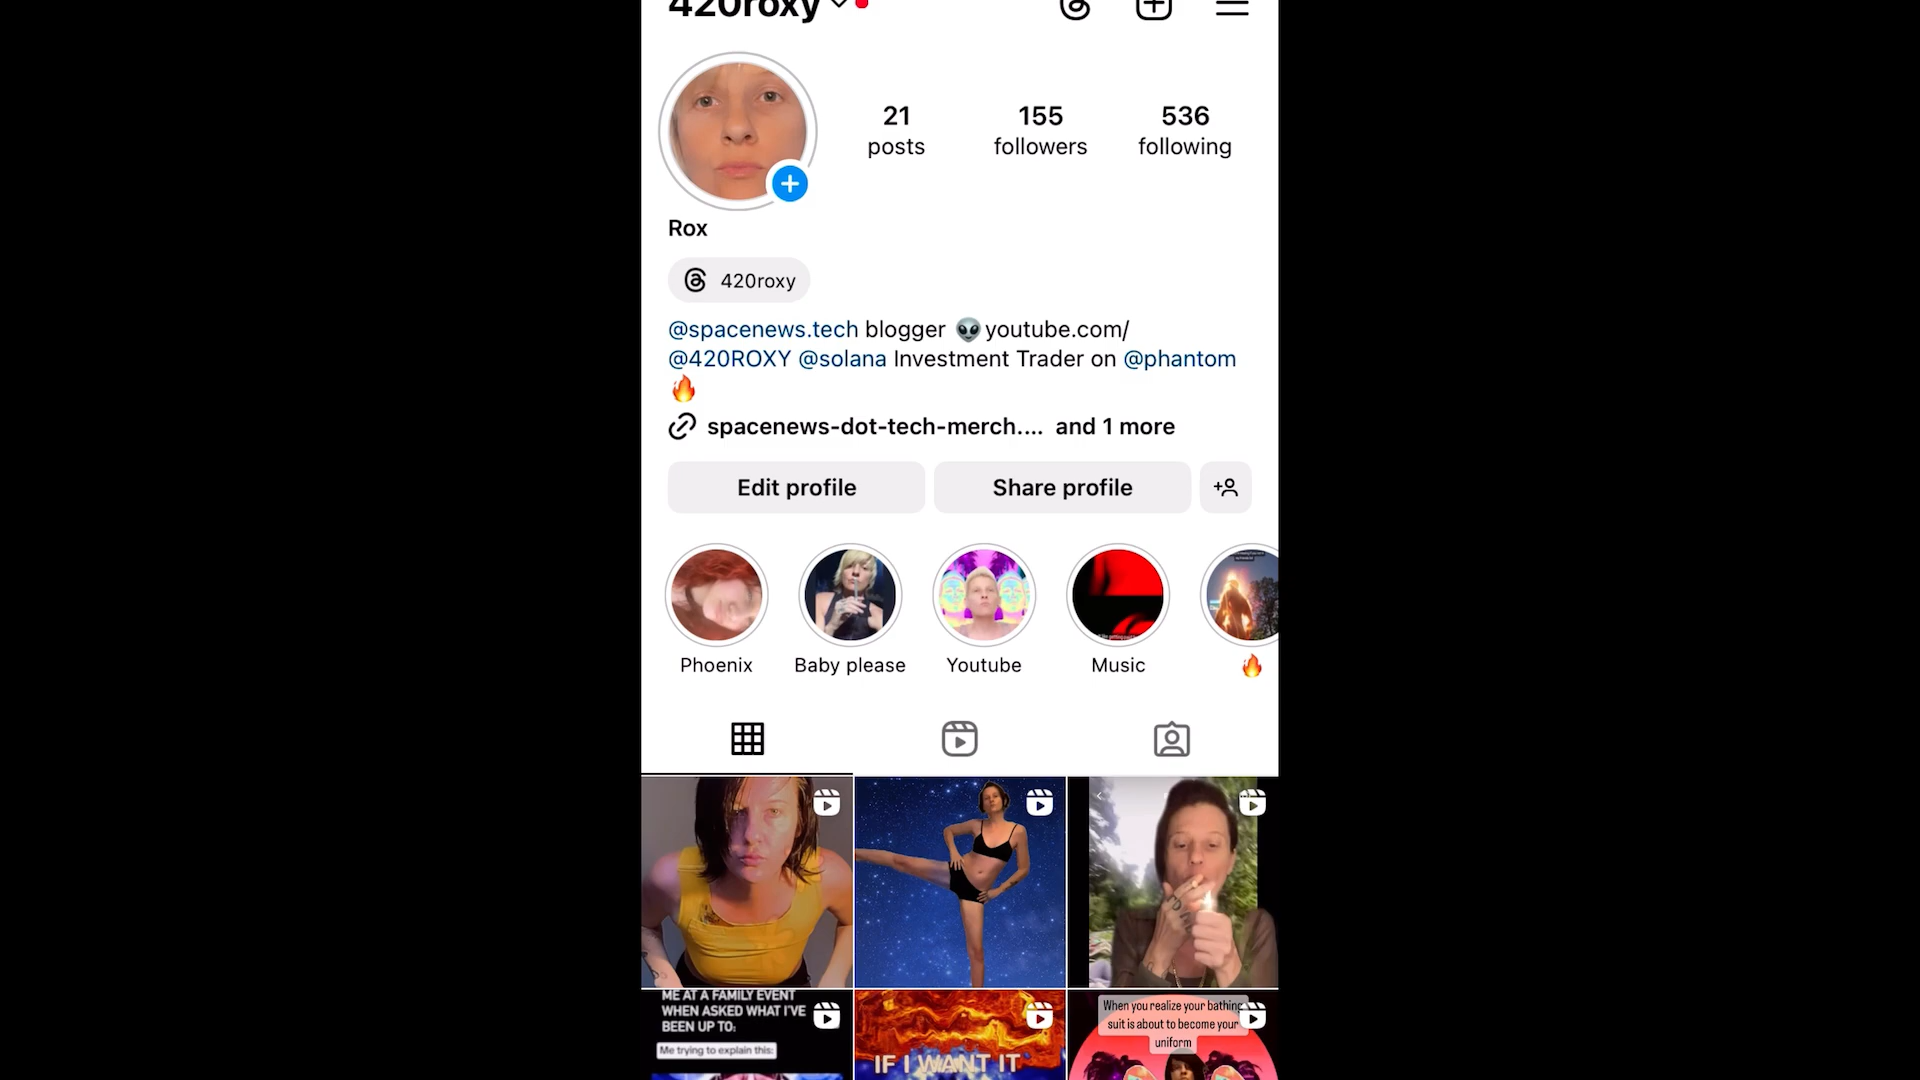 420roxy
21
155
536
posts
followers
following
Rox
420roxy
@spacenews.tech blogger 👽youtube.com/
@420ROXY @solana Investment Trader on @phantom
🔥
spacenews-dot-tech-merch.... and 1 more
Edit profile
Share profile
Phoenix
Baby please
Youtube
Music
🔥
ME AT A FAMILY EVENT
WHEN ASKED WHAT I'VE
BEEN UP TO:
Me trying to explain this:
IF I WANT IT
When you realize your bathing
suit is about to become your
uniform